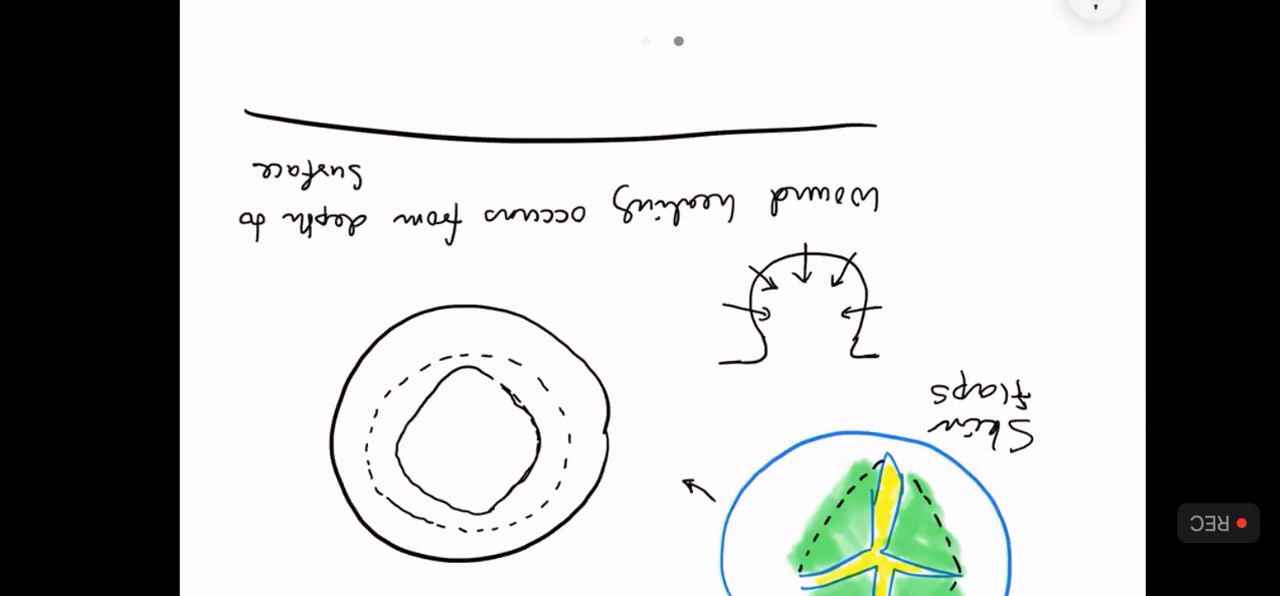 Skin
flaps
Wound healing occurs from depth to
surface
REC